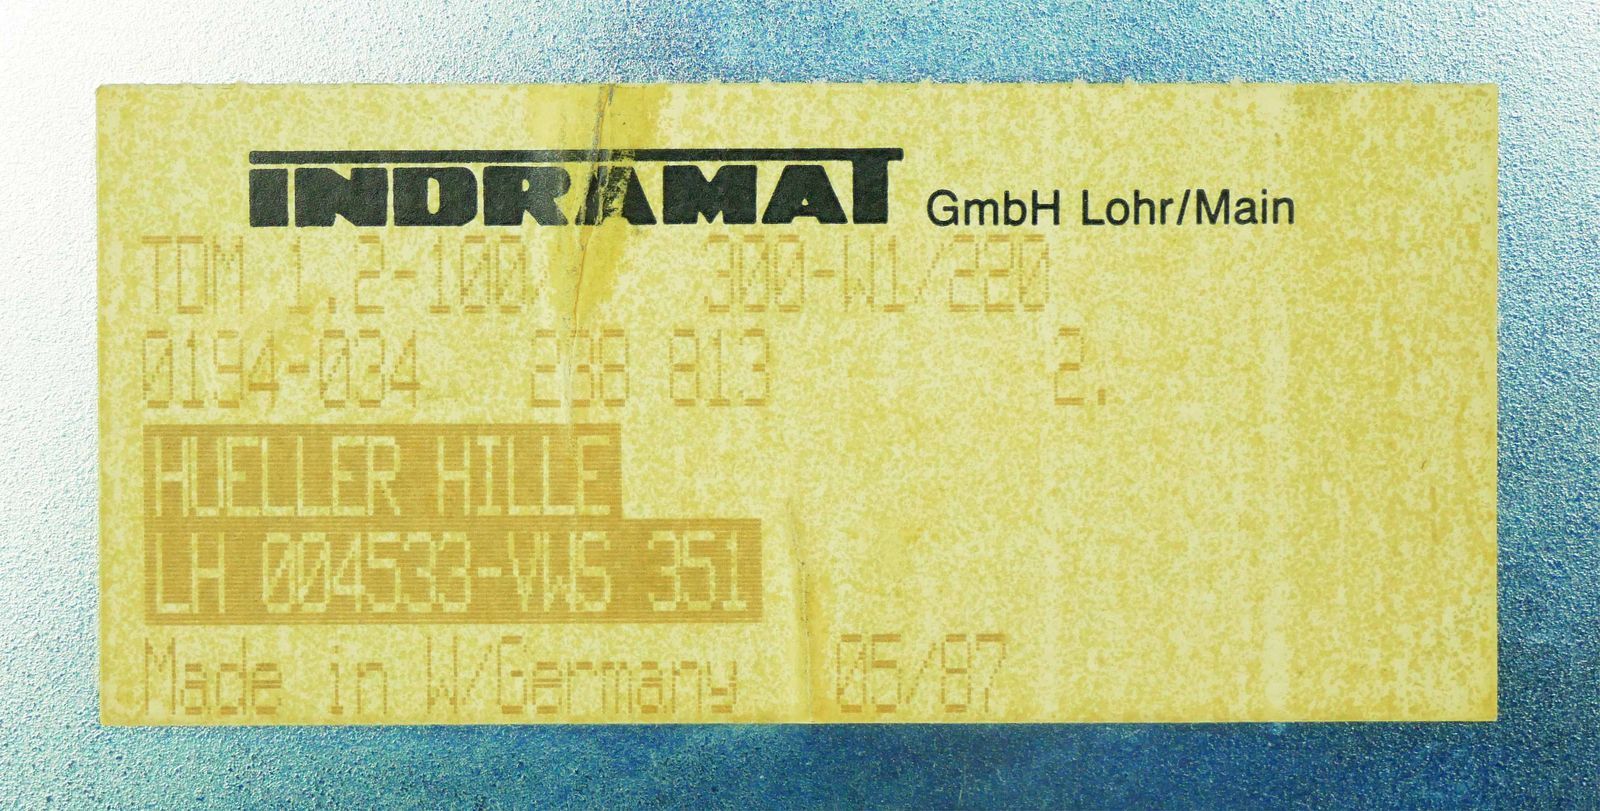 INDRAMAT GmbH Lohr/Main
TDM 1,2-100/ 300-W1/220
0194-034 238 813 2.
HUELLER HILLE
LH 004533-VWS 351
Made in W/Germany 05/87